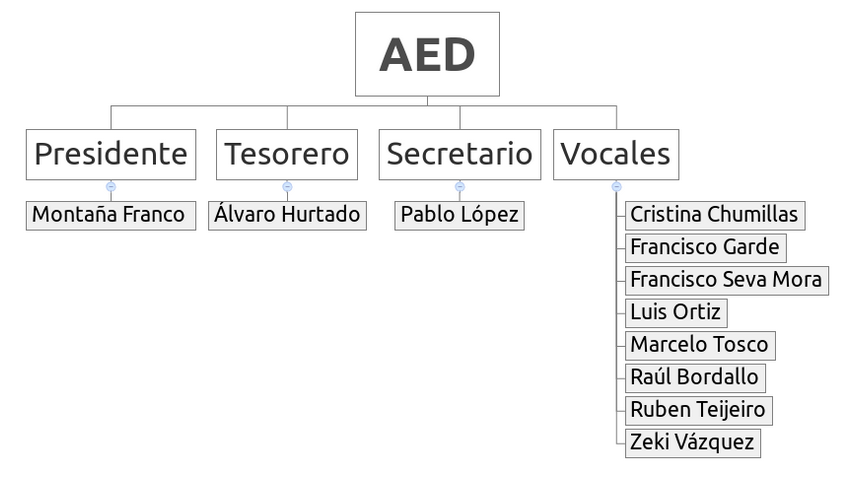 AED
Presidente
Tesorero
Secretario
Vocales
Montaña Franco
Álvaro Hurtado
Pablo López
Cristina Chumillas
Francisco Garde
Francisco Seva Mora
Luis Ortiz
Marcelo Tosco
Raúl Bordallo
Ruben Teijeiro
Zeki Vázquez